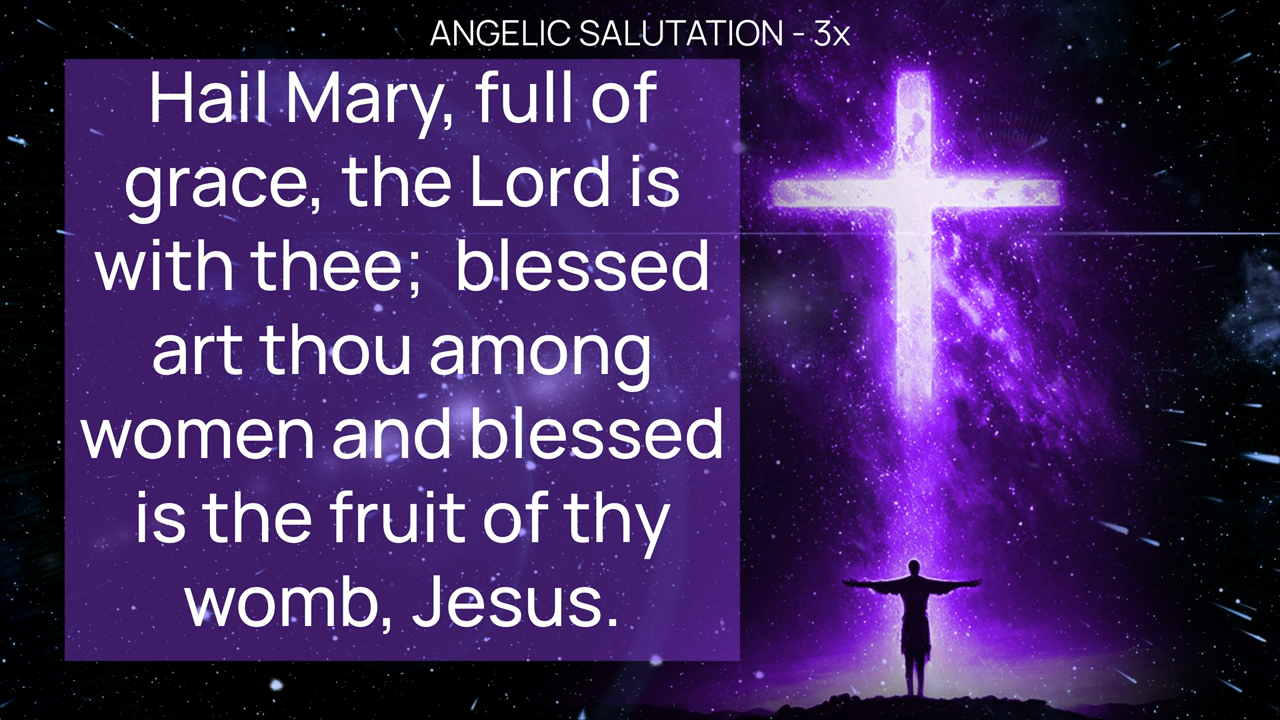 ANGELIC SALUTATION - 3x
Hail Mary, full of
grace, the Lord is
with thee;  blessed
art thou among
women and blessed
is the fruit of thy
womb, Jesus.